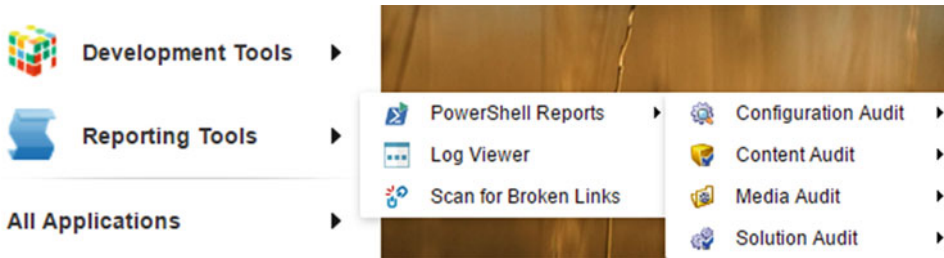 Development Tools
Reporting Tools
All Applications
PowerShell Reports
Log Viewer
Scan for Broken Links
Configuration Audit
Content Audit
Media Audit
Solution Audit